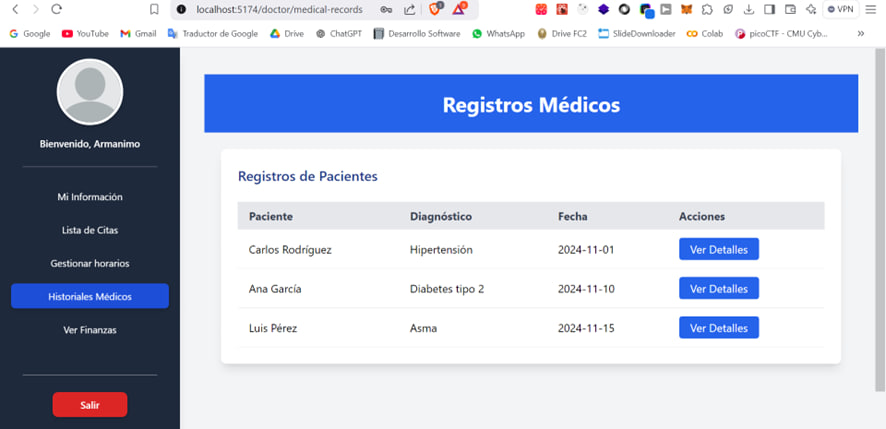 localhost:5174/doctor/medical-records
VPN
Google YouTube Gmail Traductor de Google Drive ChatGPT Desarrollo Software WhatsApp Drive FC2 SlideDownloader Colab picoCTF - CMU Cyb... »
Bienvenido, Armanimo
Mi Información
Lista de Citas
Gestionar horarios
Historiales Médicos
Ver Finanzas
Salir
Registros Médicos
Registros de Pacientes
Paciente Diagnóstico Fecha Acciones
Carlos Rodríguez Hipertensión 2024-11-01 Ver Detalles
Ana García Diabetes tipo 2 2024-11-10 Ver Detalles
Luis Pérez Asma 2024-11-15 Ver Detalles